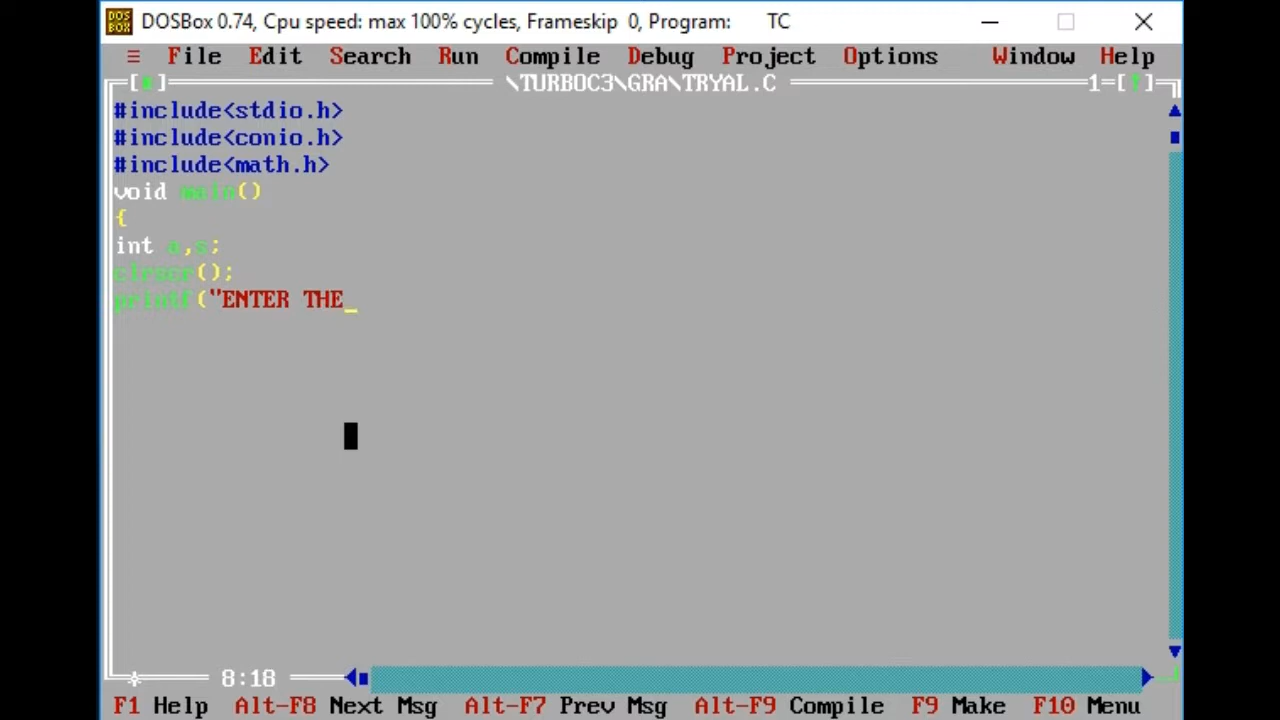 DOSBox 0.74, Cpu speed: max 100% cycles, Frameskip 0, Program: TC
≡ File Edit Search Run Compile Debug Project Options Window Help
\TURBOC3\GRA\TRYAL.C 1
#include<stdio.h>
#include<conio.h>
#include<math.h>
void main()
{
int a,s;
clrscr();
printf("ENTER THE_
8:18
F1 Help Alt-F8 Next Msg Alt-F7 Prev Msg Alt-F9 Compile F9 Make F10 Menu